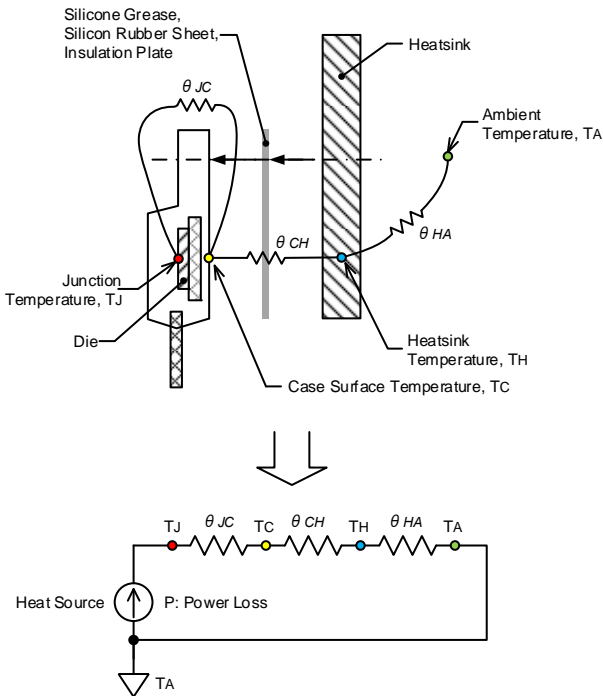 Silicone Grease,
Silicon Rubber Sheet,
Insulation Plate
Heatsink
θ JC
Ambient
Temperature, TA
θ CH
θ HA
Junction
Temperature, TJ
Die
Heatsink
Temperature, TH
Case Surface Temperature, TC
TJ θ JC TC θ CH TH θ HA TA
Heat Source P: Power Loss
TA